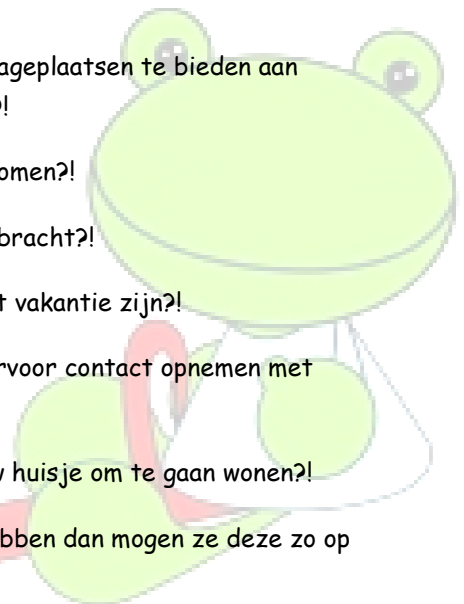 ageplaatsen te bieden aan
?!
omen?!
bracht?!
t vakantie zijn?!
rvoor contact opnemen met
w huisje om te gaan wonen?!
bben dan mogen ze deze zo op